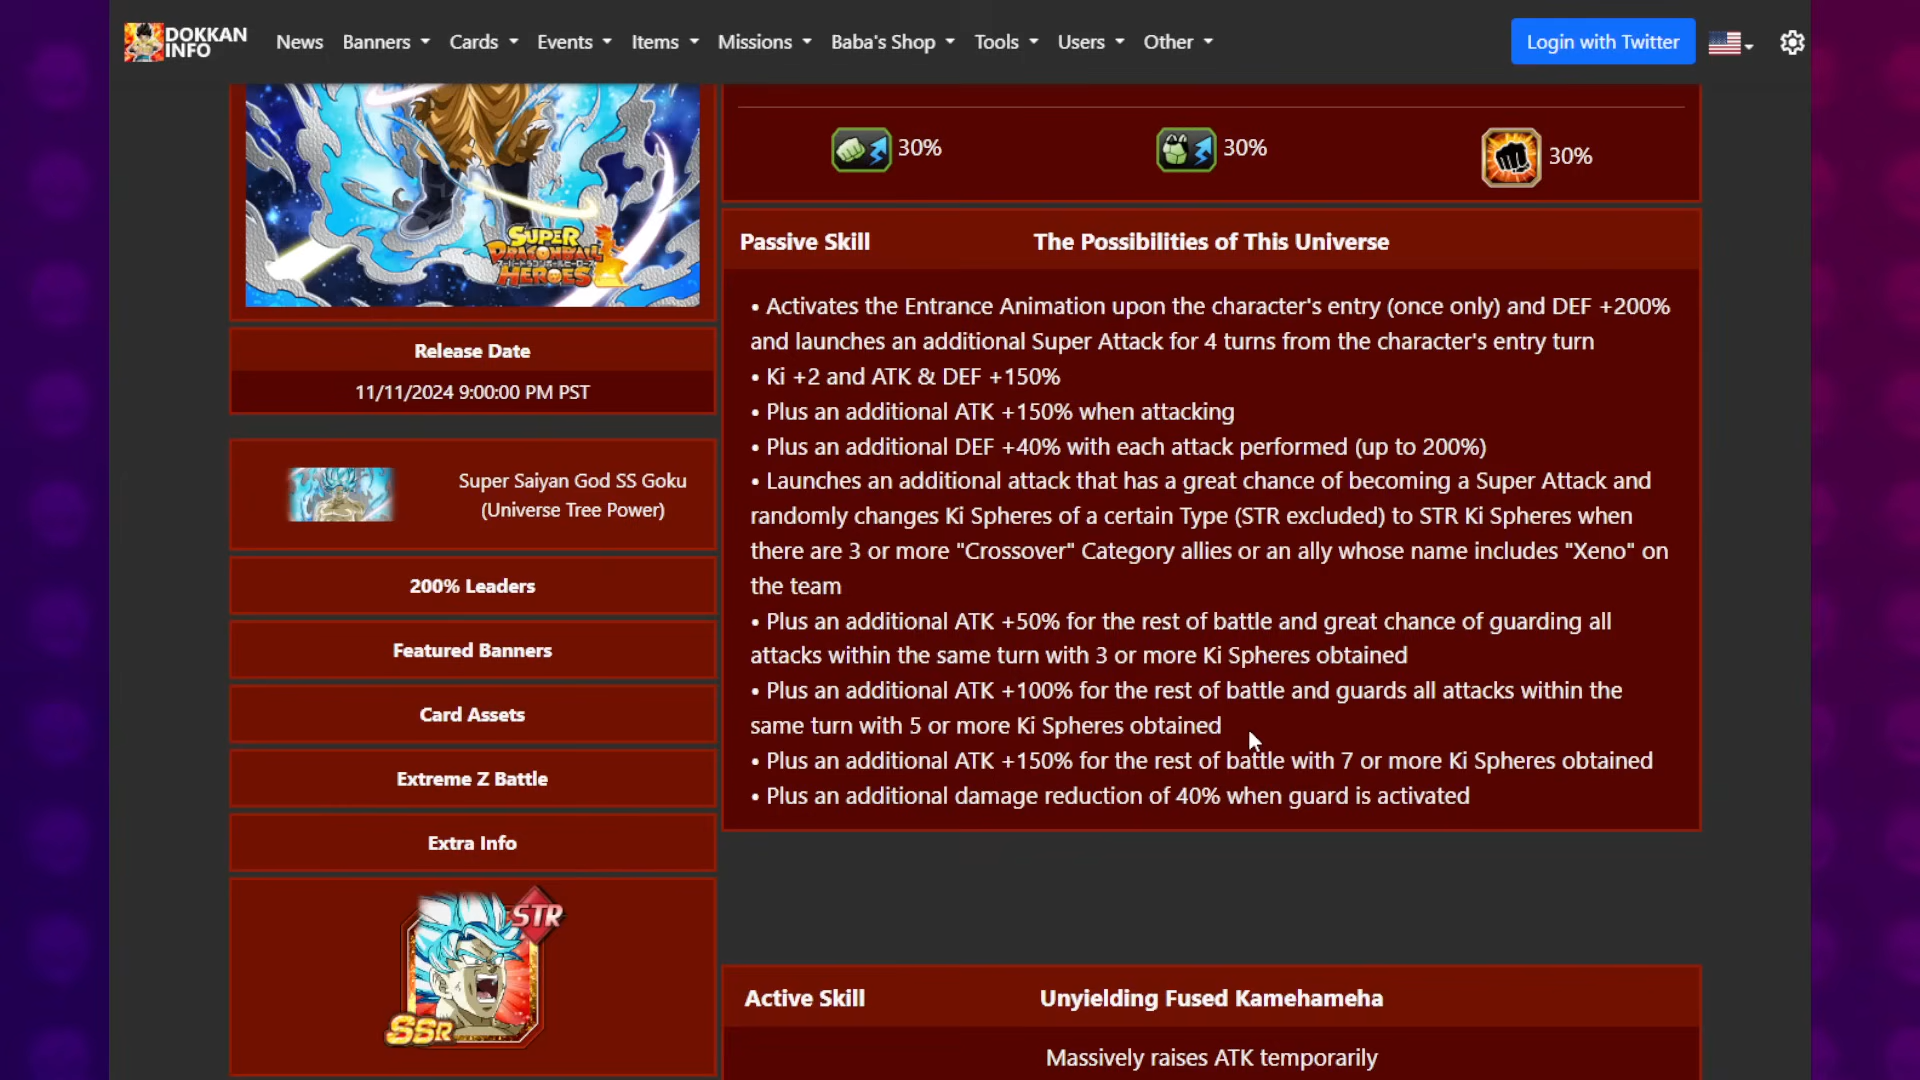 DOKKAN INFO
News Banners Cards Events Items Missions Baba's Shop Tools Users Other Login with Twitter
30% 30% 30%
SUPER
DRAGONBALL
HEROES
Release Date
11/11/2024 9:00:00 PM PST
Super Saiyan God SS Goku
(Universe Tree Power)
200% Leaders
Featured Banners
Card Assets
Extreme Z Battle
Extra Info
STR
SSR
Passive Skill The Possibilities of This Universe
• Activates the Entrance Animation upon the character's entry (once only) and DEF +200%
and launches an additional Super Attack for 4 turns from the character's entry turn
• Ki +2 and ATK & DEF +150%
• Plus an additional ATK +150% when attacking
• Plus an additional DEF +40% with each attack performed (up to 200%)
• Launches an additional attack that has a great chance of becoming a Super Attack and
randomly changes Ki Spheres of a certain Type (STR excluded) to STR Ki Spheres when
there are 3 or more "Crossover" Category allies or an ally whose name includes "Xeno" on
the team
• Plus an additional ATK +50% for the rest of battle and great chance of guarding all
attacks within the same turn with 3 or more Ki Spheres obtained
• Plus an additional ATK +100% for the rest of battle and guards all attacks within the
same turn with 5 or more Ki Spheres obtained
• Plus an additional ATK +150% for the rest of battle with 7 or more Ki Spheres obtained
• Plus an additional damage reduction of 40% when guard is activated
Active Skill Unyielding Fused Kamehameha
Massively raises ATK temporarily